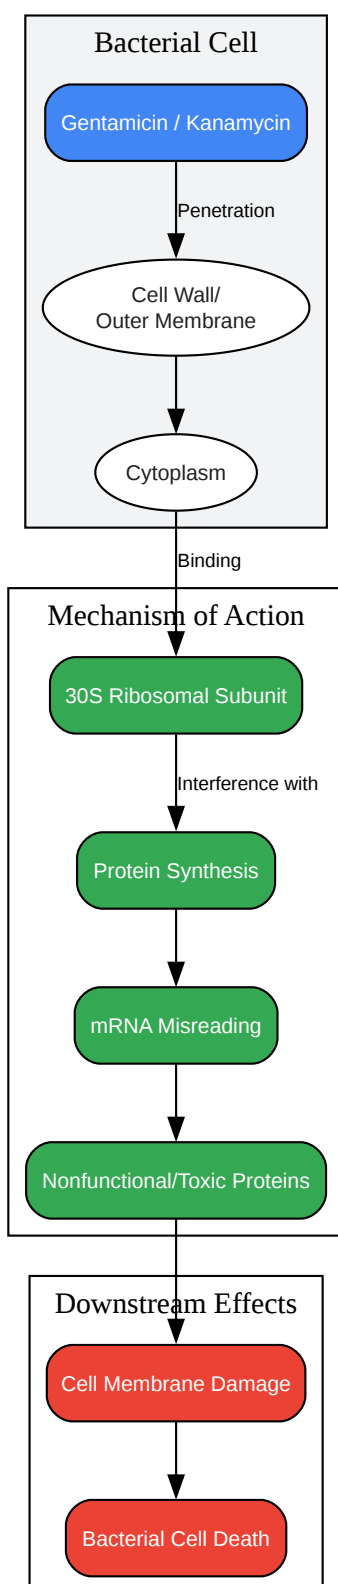 Bacterial Cell
Gentamicin / Kanamycin
Penetration
Cell Wall/
Outer Membrane
Cytoplasm
Binding
Mechanism of Action
30S Ribosomal Subunit
Interference with
Protein Synthesis
mRNA Misreading
Nonfunctional/Toxic Proteins
Downstream Effects
Cell Membrane Damage
Bacterial Cell Death